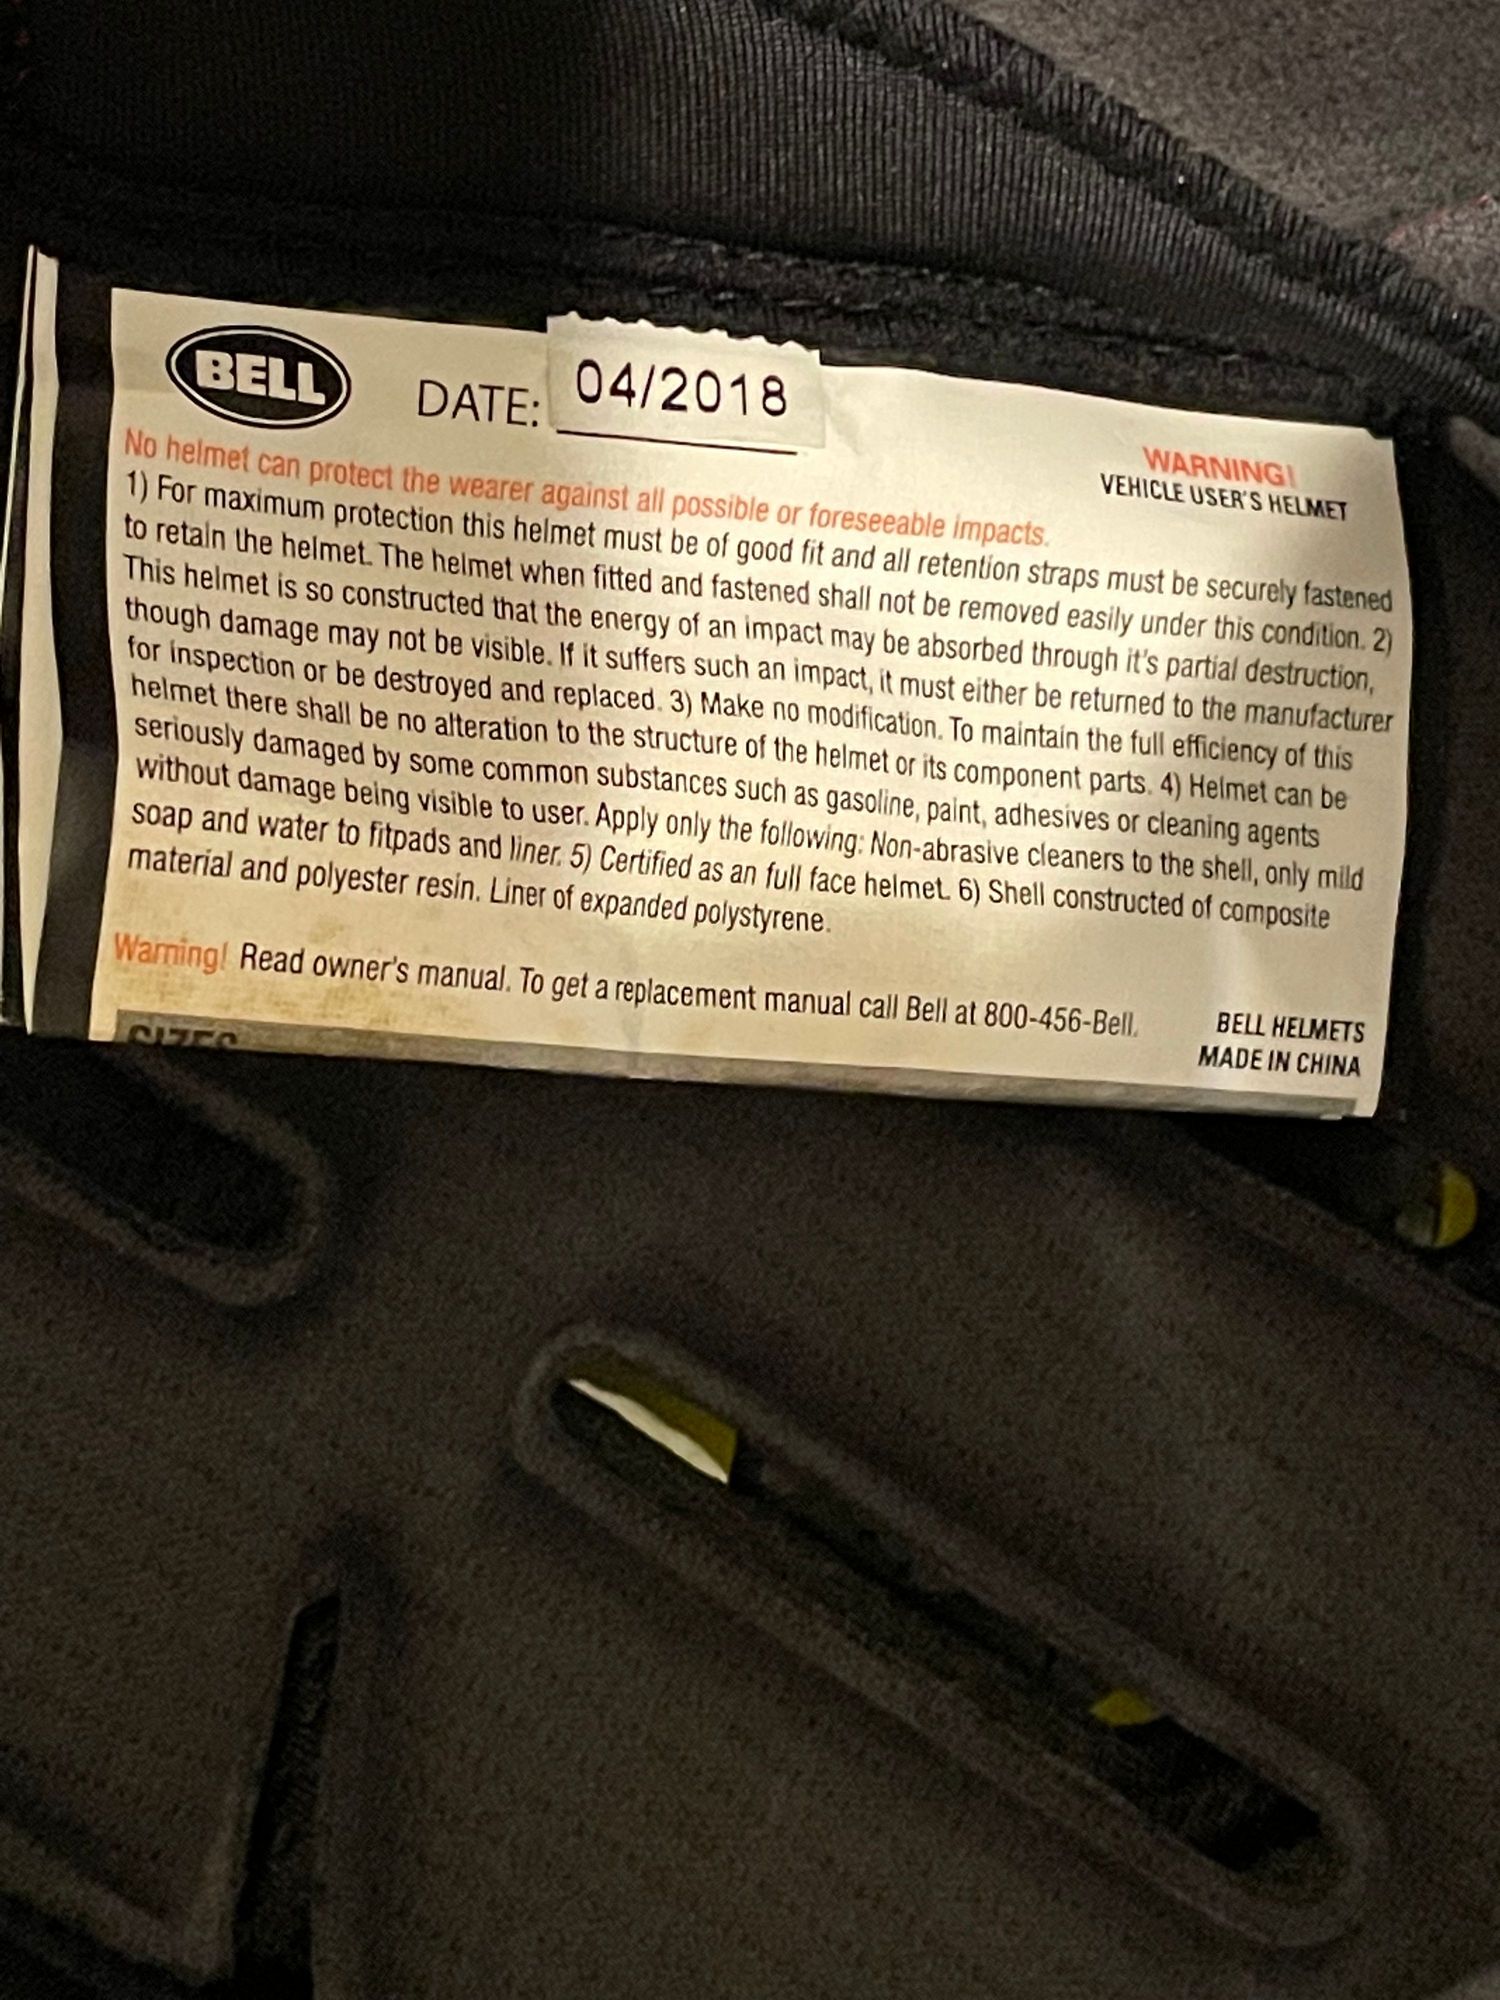 BELL DATE: 04/2018
WARNING!
VEHICLE USER'S HELMET
No helmet can protect the wearer against all possible or foreseeable impacts.
1) For maximum protection this helmet must be of good fit and all retention straps must be securely fastened
to retain the helmet. The helmet when fitted and fastened shall not be removed easily under this condition. 2)
This helmet is so constructed that the energy of an impact may be absorbed through it's partial destruction,
though damage may not be visible. If it suffers such an impact, it must either be returned to the manufacturer
for inspection or be destroyed and replaced. 3) Make no modification. To maintain the full efficiency of this
helmet there shall be no alteration to the structure of the helmet or its component parts. 4) Helmet can be
seriously damaged by some common substances such as gasoline, paint, adhesives or cleaning agents
without damage being visible to user. Apply only the following: Non-abrasive cleaners to the shell, only mild
soap and water to fitpads and liner. 5) Certified as an full face helmet. 6) Shell constructed of composite
material and polyester resin. Liner of expanded polystyrene.
Warning! Read owner's manual. To get a replacement manual call Bell at 800-456-Bell.
BELL HELMETS
MADE IN CHINA
SIZES